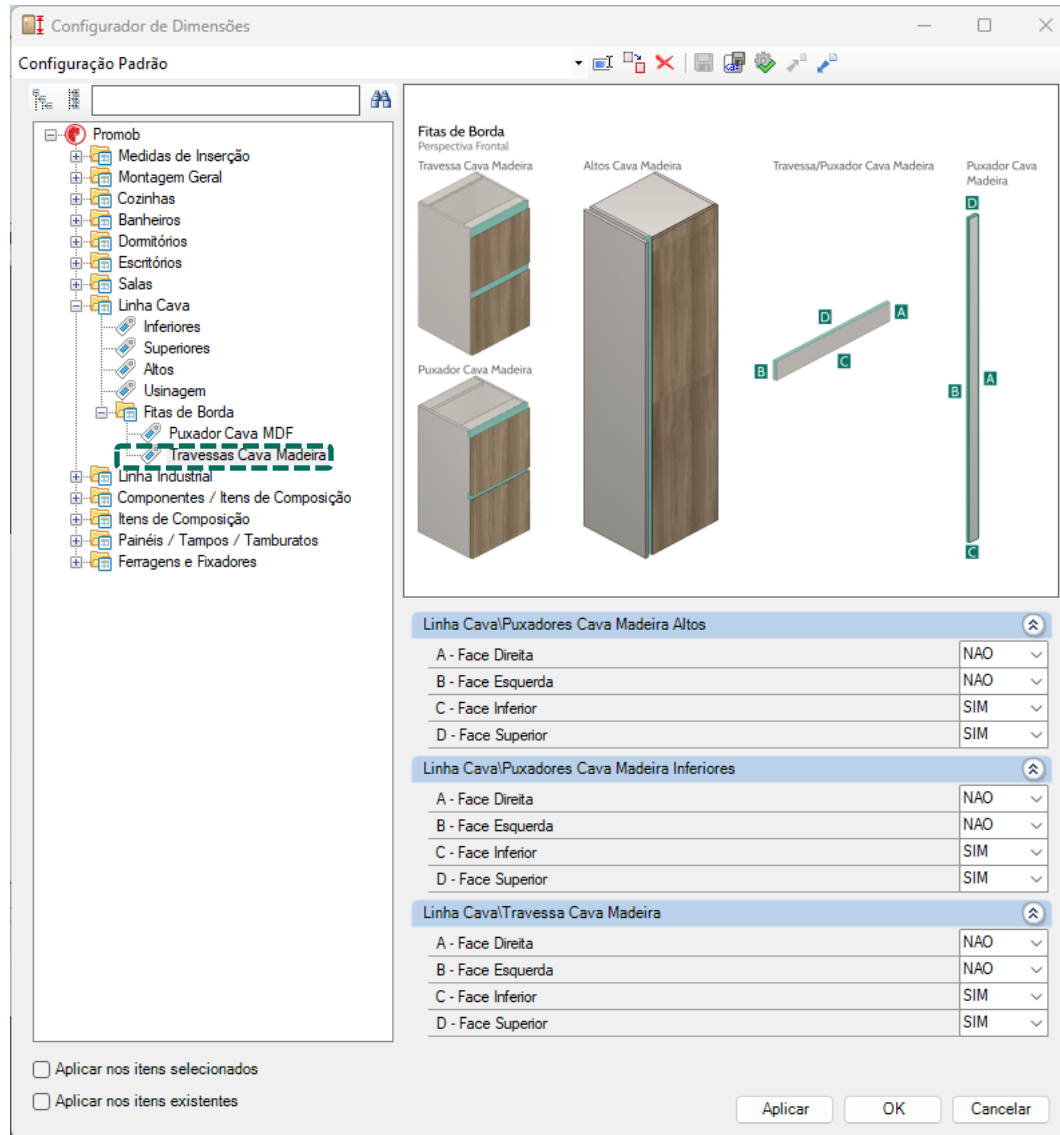 Configurador de Dimensões
Configuração Padrão
Promob
Medidas de Inserção
Montagem Geral
Cozinhas
Banheiros
Dormitórios
Escritórios
Salas
Linha Cava
Inferiores
Superiores
Altos
Usinagem
Fitas de Borda
Puxador Cava MDF
Travessas Cava Madeira
Linha Industrial
Componentes / Itens de Composição
Itens de Composição
Painéis / Tampos / Tamburatos
Ferragens e Fixadores
Fitas de Borda
Perspectiva Frontal
Travessa Cava Madeira
Altos Cava Madeira
Travessa/Puxador Cava Madeira
Puxador Cava
Madeira
D
D
A
B
C
A
B
C
Puxador Cava Madeira
Linha Cava\Puxadores Cava Madeira Altos
A - Face Direita NAO
B - Face Esquerda NAO
C - Face Inferior SIM
D - Face Superior SIM
Linha Cava\Puxadores Cava Madeira Inferiores
A - Face Direita NAO
B - Face Esquerda NAO
C - Face Inferior SIM
D - Face Superior SIM
Linha Cava\Travessa Cava Madeira
A - Face Direita NAO
B - Face Esquerda NAO
C - Face Inferior SIM
D - Face Superior SIM
Aplicar nos itens selecionados
Aplicar nos itens existentes
Aplicar OK Cancelar